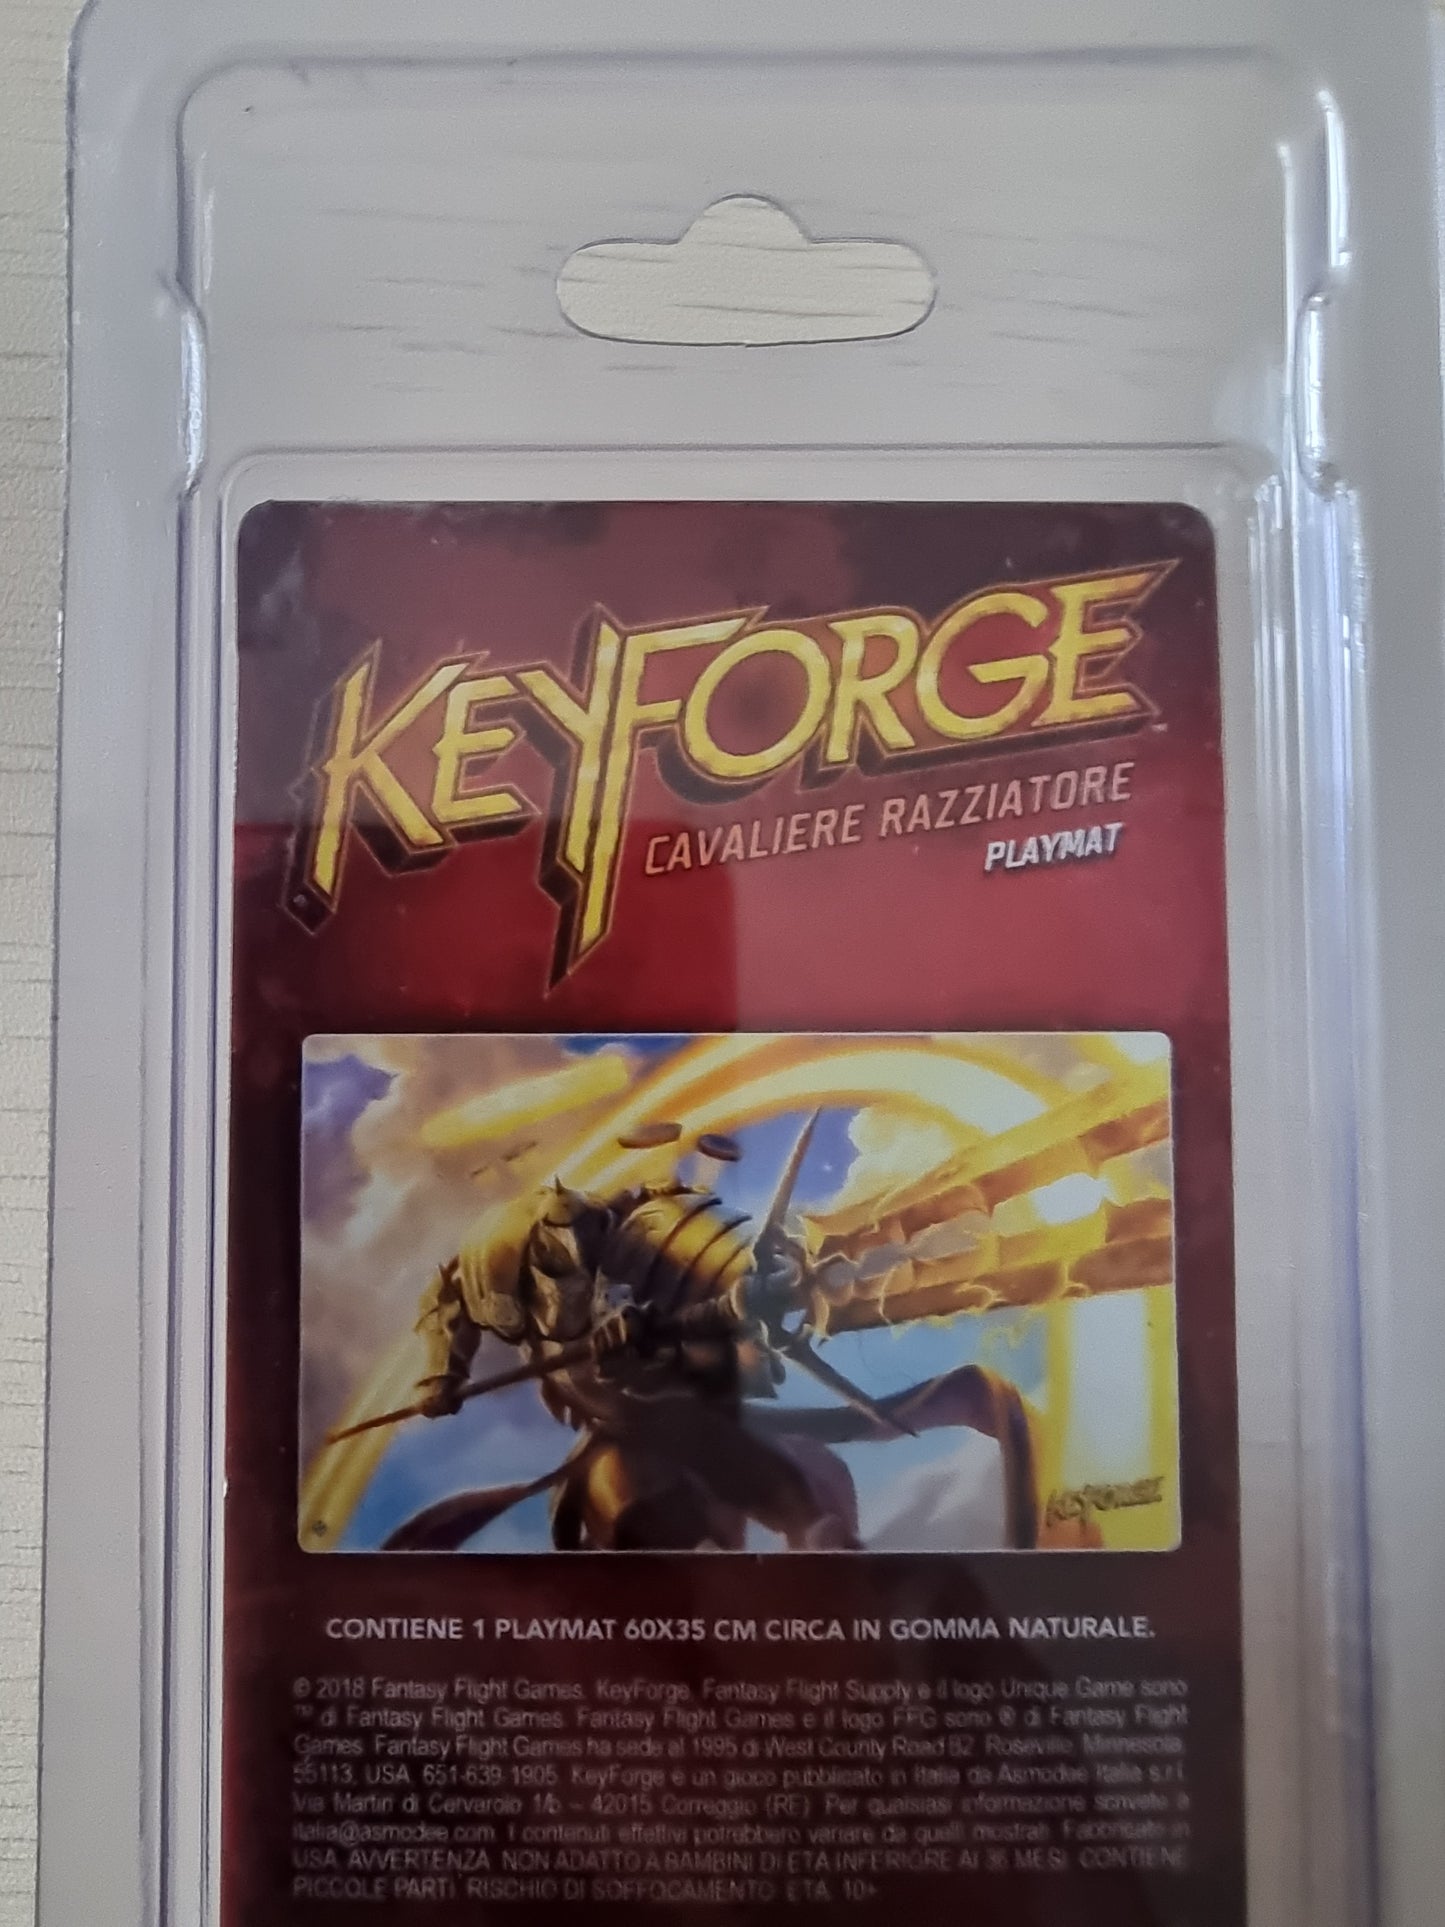 KEYFORGE
CAVALIERE RAZZIATORE
PLAYMAT
KEYFORGE
CONTIENE 1 PLAYMAT 60X35 CM CIRCA IN GOMMA NATURALE.
© 2018 Fantasy Flight Games. KeyForge, Fantasy Flight Supply e il logo Unique Game sono
™ di Fantasy Flight Games. Fantasy Flight Games e il logo FFG sono ® di Fantasy Flight
Games. Fantasy Flight Games ha sede al 1995 di West County Road B2, Roseville, Minnesota,
55113, USA, 651-639-1905. KeyForge è un gioco pubblicato in Italia da Asmodee Italia s.r.l.
Via Martiri di Cervarolo 1/b – 42015 Correggio (RE). Per qualsiasi informazione scrivete a
italia@asmodee.com. I contenuti effettivi potrebbero variare da quelli mostrati. Fabbricato in
USA. AVVERTENZA. NON ADATTO A BAMBINI DI ETÀ INFERIORE AI 36 MESI. CONTIENE
PICCOLE PARTI. RISCHIO DI SOFFOCAMENTO. ETÀ. 10+